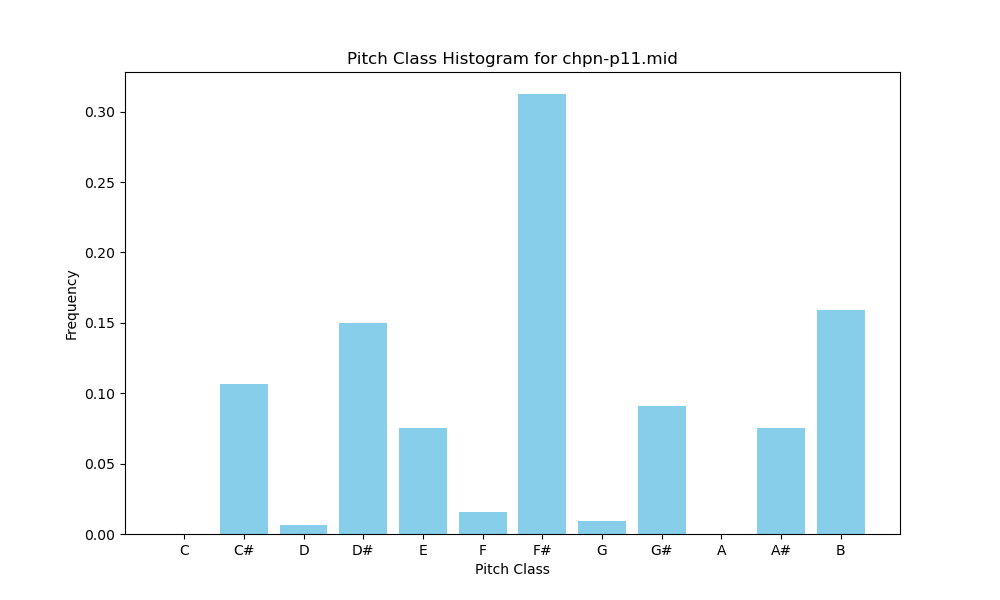 Pitch Class Histogram for chpn-p11.mid
Frequency
0.30
0.25
0.20
0.15
0.10
0.05
0.00
C C# D D# E F F# G G# A A# B
Pitch Class